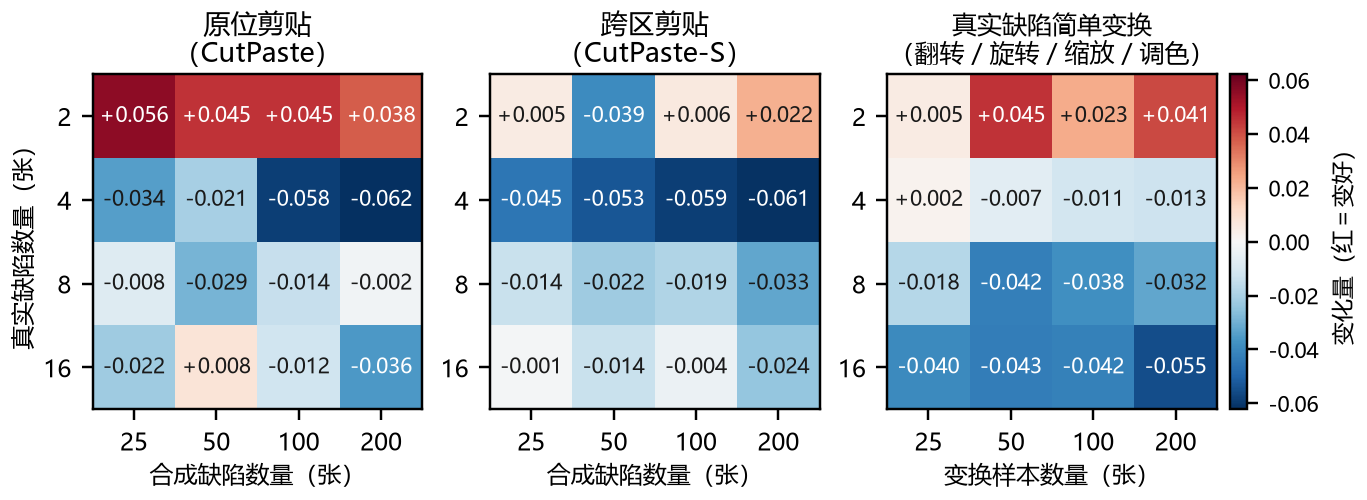 原位剪贴
（CutPaste）
跨区剪贴
（CutPaste-S）
真实缺陷简单变换
（翻转 / 旋转 / 缩放 / 调色）
真实缺陷数量（张）
2 +0.056 +0.045 +0.045 +0.038
4 -0.034 -0.021 -0.058 -0.062
8 -0.008 -0.029 -0.014 -0.002
16 -0.022 +0.008 -0.012 -0.036
25 50 100 200
合成缺陷数量（张）
2 +0.005 -0.039 +0.006 +0.022
4 -0.045 -0.053 -0.059 -0.061
8 -0.014 -0.022 -0.019 -0.033
16 -0.001 -0.014 -0.004 -0.024
25 50 100 200
合成缺陷数量（张）
2 +0.005 +0.045 +0.023 +0.041
4 +0.002 -0.007 -0.011 -0.013
8 -0.018 -0.042 -0.038 -0.032
16 -0.040 -0.043 -0.042 -0.055
25 50 100 200
变换样本数量（张）
0.06
0.04
0.02
0.00
-0.02
-0.04
-0.06
变化量（红 = 变好）